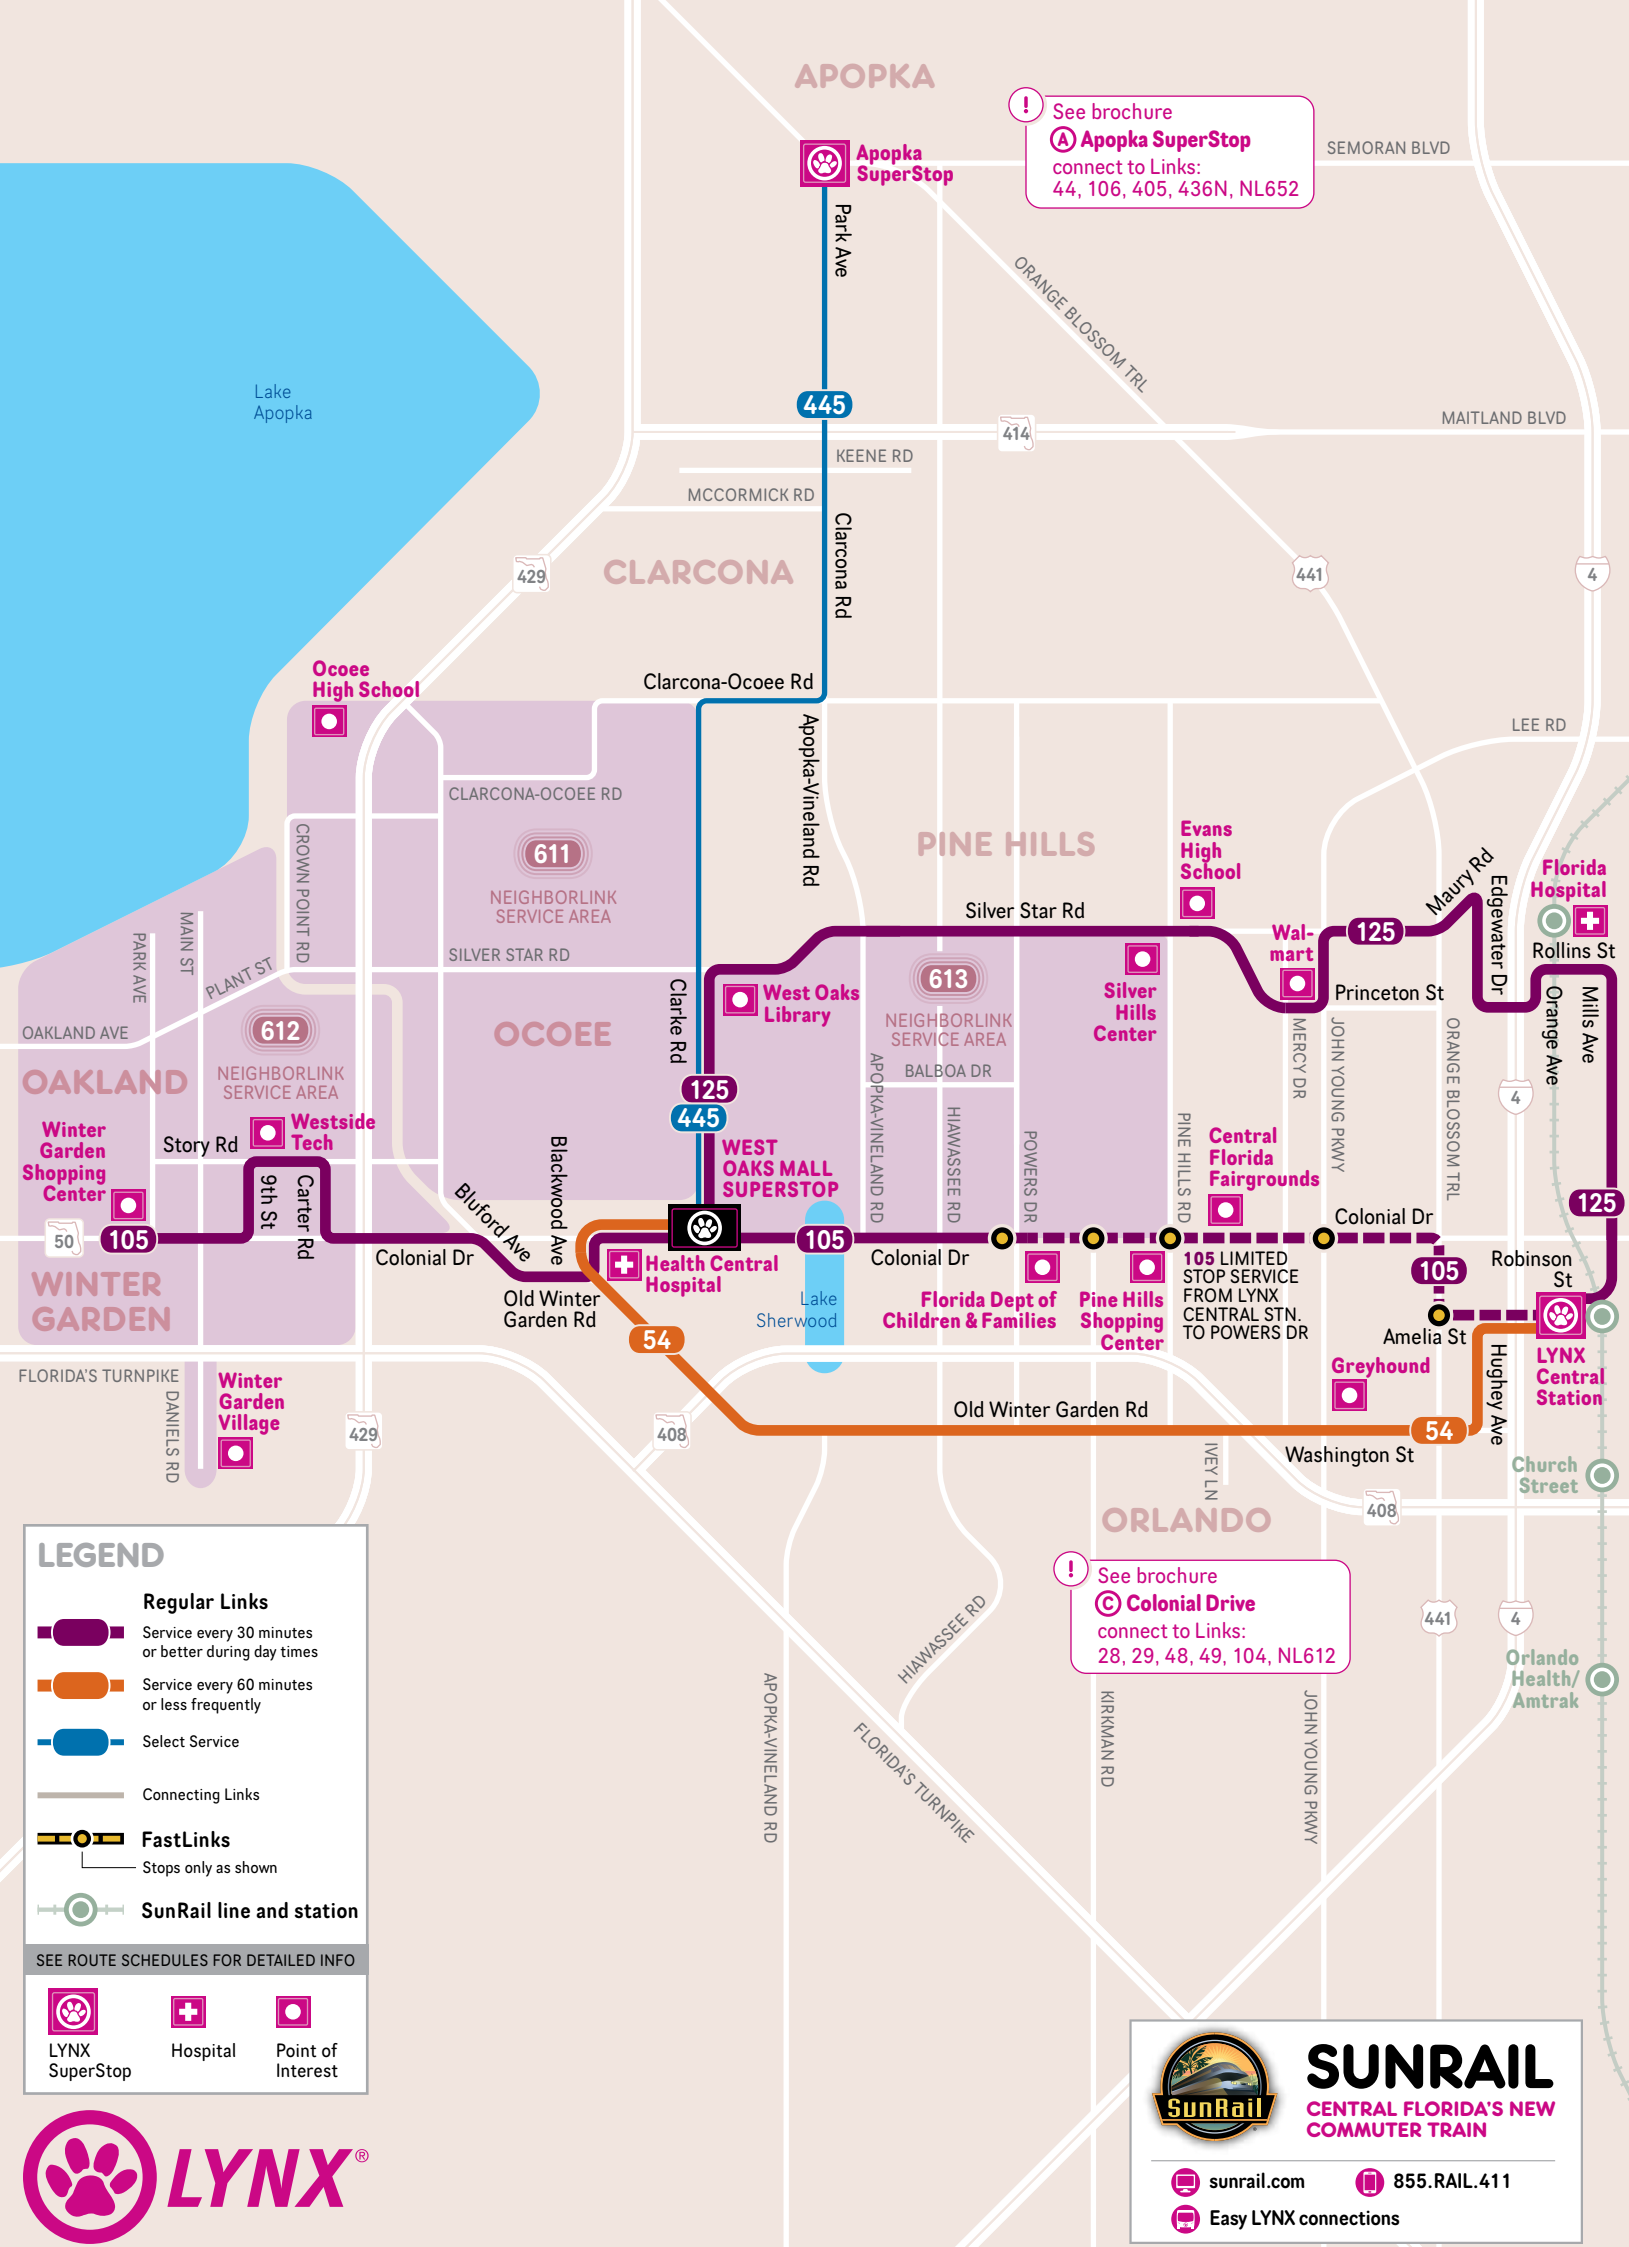 APOPKA
Apopka
SuperStop
!
See brochure
A Apopka SuperStop
connect to Links:
44, 106, 405, 436N, NL652
SEMORAN BLVD
Park Ave
ORANGE BLOSSOM TRL
Lake
Apopka
445
414
MAITLAND BLVD
KEENE RD
MCCORMICK RD
Clarcona Rd
429
CLARCONA
441
4
Ocoee
High School
Clarcona-Ocoee Rd
Apopka-Vineland Rd
LEE RD
CLARCONA-OCOEE RD
CROWN POINT RD
611
NEIGHBORLINK
SERVICE AREA
PINE HILLS
Evans
High
School
Maury Rd
Edgewater Dr
Florida
Hospital
Silver Star Rd
125
Wal-
mart
Rollins St
MAIN ST
PARK AVE
PLANT ST
SILVER STAR RD
Clarke Rd
West Oaks
Library
613
NEIGHBORLINK
SERVICE AREA
Silver
Hills
Center
Princeton St
Orange Ave
Mills Ave
OAKLAND AVE
612
NEIGHBORLINK
SERVICE AREA
OCOEE
OAKLAND
BALBOA DR
MERCY DR
JOHN YOUNG PKWY
ORANGE BLOSSOM TRL
125
445
4
APOPKA-VINELAND RD
HIAWASSEE RD
POWERS DR
PINE HILLS RD
Winter
Garden
Shopping
Center
Story Rd
Westside
Tech
9th St
Carter Rd
Blackwood Ave
Bluford Ave
WEST
OAKS MALL
SUPERSTOP
Central
Florida
Fairgrounds
125
50
105
Colonial Dr
105
Colonial Dr
Colonial Dr
105
Robinson
St
WINTER
GARDEN
Health Central
Hospital
Old Winter
Garden Rd
Lake
Sherwood
Florida Dept of
Children & Families
Pine Hills
Shopping
Center
105 LIMITED
STOP SERVICE
FROM LYNX
CENTRAL STN.
TO POWERS DR
Amelia St
54
LYNX
Central
Station
Greyhound
Hughey Ave
FLORIDA'S TURNPIKE
DANIELS RD
Winter
Garden
Village
429
408
Old Winter Garden Rd
54
Washington St
IVEY LN
Church
Street
408
ORLANDO
!
See brochure
C Colonial Drive
connect to Links:
28, 29, 48, 49, 104, NL612
441
4
HIAWASSEE RD
Orlando
Health/
Amtrak
APOPKA-VINELAND RD
FLORIDA'S TURNPIKE
KIRKMAN RD
JOHN YOUNG PKWY
LEGEND
Regular Links
Service every 30 minutes
or better during day times
Service every 60 minutes
or less frequently
Select Service
Connecting Links
FastLinks
Stops only as shown
SunRail line and station
SEE ROUTE SCHEDULES FOR DETAILED INFO
LYNX
SuperStop
Hospital
Point of
Interest
LYNX®
SunRail
SUNRAIL
CENTRAL FLORIDA'S NEW
COMMUTER TRAIN
sunrail.com
855.RAIL.411
Easy LYNX connections